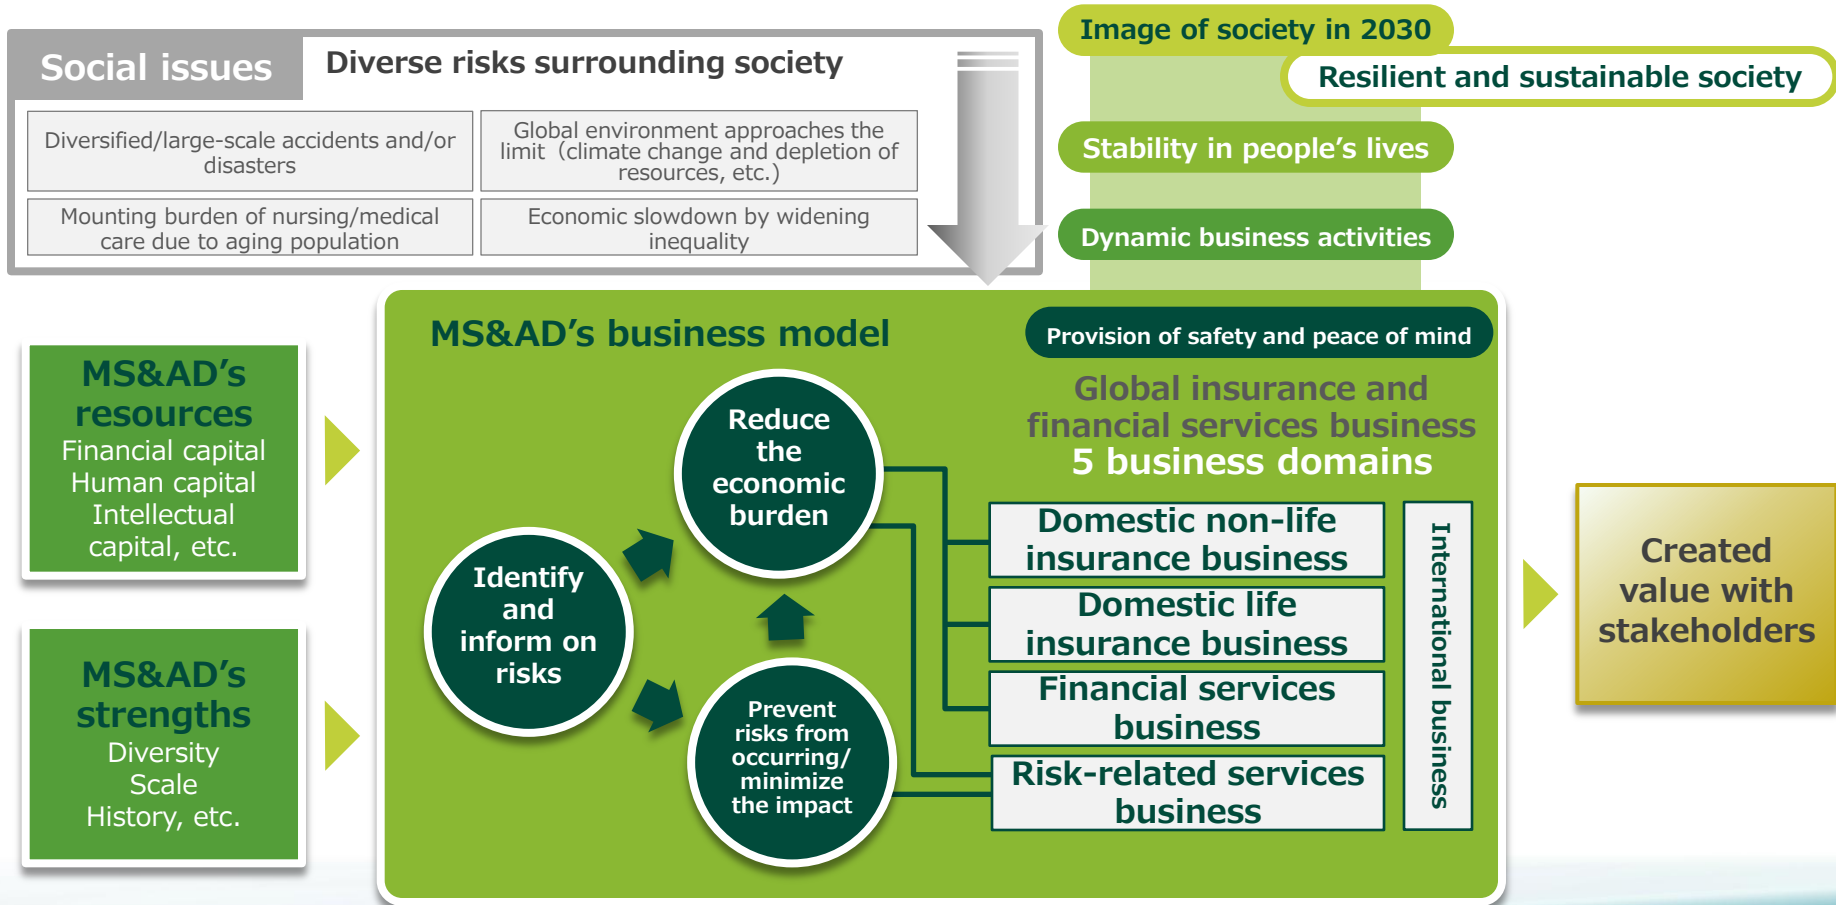 Social issues
Diverse risks surrounding society
Diversified/large-scale accidents and/or
disasters
Global environment approaches the
limit (climate change and depletion of
resources, etc.)
Mounting burden of nursing/medical
care due to aging population
Economic slowdown by widening
inequality
Image of society in 2030
Resilient and sustainable society
Stability in people’s lives
Dynamic business activities
MS&AD’s
resources
Financial capital
Human capital
Intellectual
capital, etc.
MS&AD’s
strengths
Diversity
Scale
History, etc.
MS&AD’s business model
Identify
and
inform on
risks
Reduce
the
economic
burden
Prevent
risks from
occurring/
minimize
the impact
Provision of safety and peace of mind
Global insurance and
financial services business
5 business domains
Domestic non-life
insurance business
Domestic life
insurance business
Financial services
business
Risk-related services
business
International business
Created
value with
stakeholders